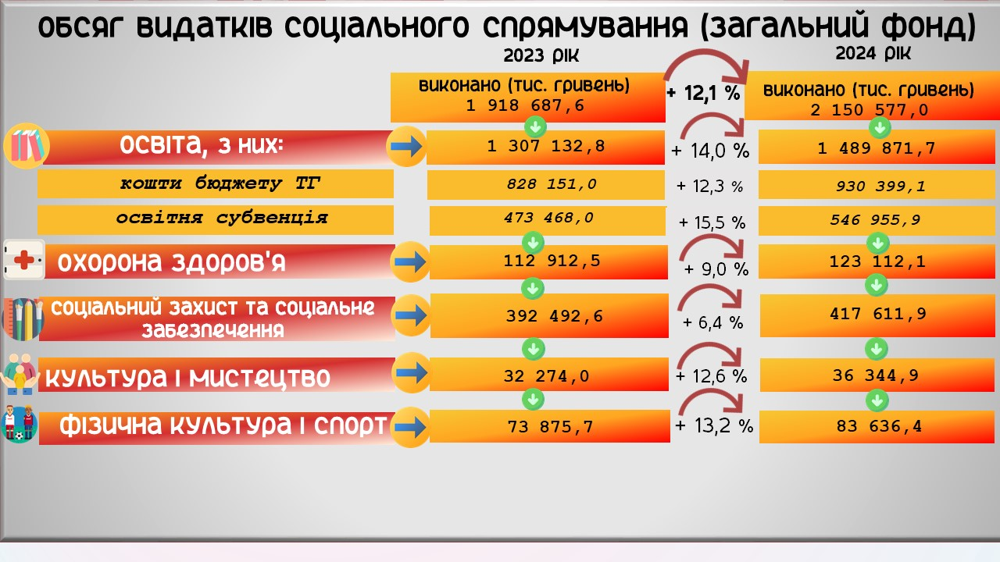 ОБСЯГ ВИДАТКІВ СОЦІАЛЬНОГО СПРЯМУВАННЯ (ЗАГАЛЬНИЙ ФОНД)
2023 РІК
2024 РІК
ВИКОНАНО (ТИС. ГРИВЕНЬ)
1 918 687,6
+ 12,1 %
ВИКОНАНО (ТИС. ГРИВЕНЬ)
2 150 577,0
ОСВІТА, З НИХ:
1 307 132,8
+ 14,0 %
1 489 871,7
кошти бюджету ТГ
828 151,0
+ 12,3 %
930 399,1
освітня субвенція
473 468,0
+ 15,5 %
546 955,9
ОХОРОНА ЗДОРОВ'Я
112 912,5
+ 9,0 %
123 112,1
СОЦІАЛЬНИЙ ЗАХИСТ ТА СОЦІАЛЬНЕ
ЗАБЕЗПЕЧЕННЯ
392 492,6
+ 6,4 %
417 611,9
КУЛЬТУРА І МИСТЕЦТВО
32 274,0
+ 12,6 %
36 344,9
ФІЗИЧНА КУЛЬТУРА І СПОРТ
73 875,7
+ 13,2 %
83 636,4